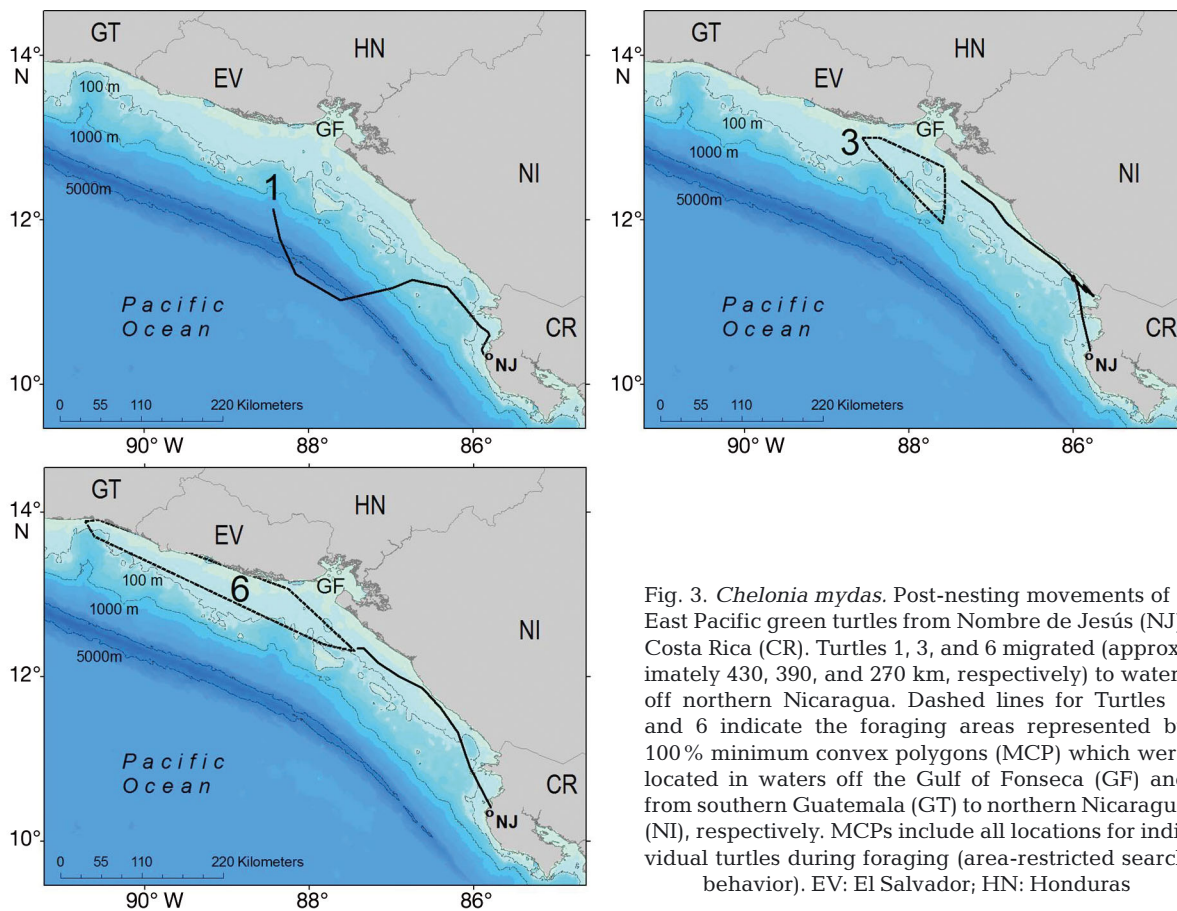 GT
HN
EV
GF
NI
CR
NJ
14°
N
12°
10°
100 m
1000 m
5000m
1
Pacific
Ocean
0 55 110 220 Kilometers
90° W 88° 86°
GT
HN
EV
GF
NI
CR
NJ
14°
N
12°
10°
100 m
1000 m
5000m
3
Pacific
Ocean
0 55 110 220 Kilometers
90° W 88° 86°
GT
HN
EV
GF
NI
CR
NJ
14°
N
12°
10°
100 m
1000 m
5000m
6
Pacific
Ocean
0 55 110 220 Kilometers
Fig. 3. Chelonia mydas. Post-nesting movements of
East Pacific green turtles from Nombre de Jesús (NJ)
Costa Rica (CR). Turtles 1, 3, and 6 migrated (approx
imately 430, 390, and 270 km, respectively) to water
off northern Nicaragua. Dashed lines for Turtles
and 6 indicate the foraging areas represented b
100% minimum convex polygons (MCP) which wer
located in waters off the Gulf of Fonseca (GF) and
from southern Guatemala (GT) to northern Nicaragu
(NI), respectively. MCPs include all locations for indi
vidual turtles during foraging (area-restricted search
behavior). EV: El Salvador; HN: Honduras